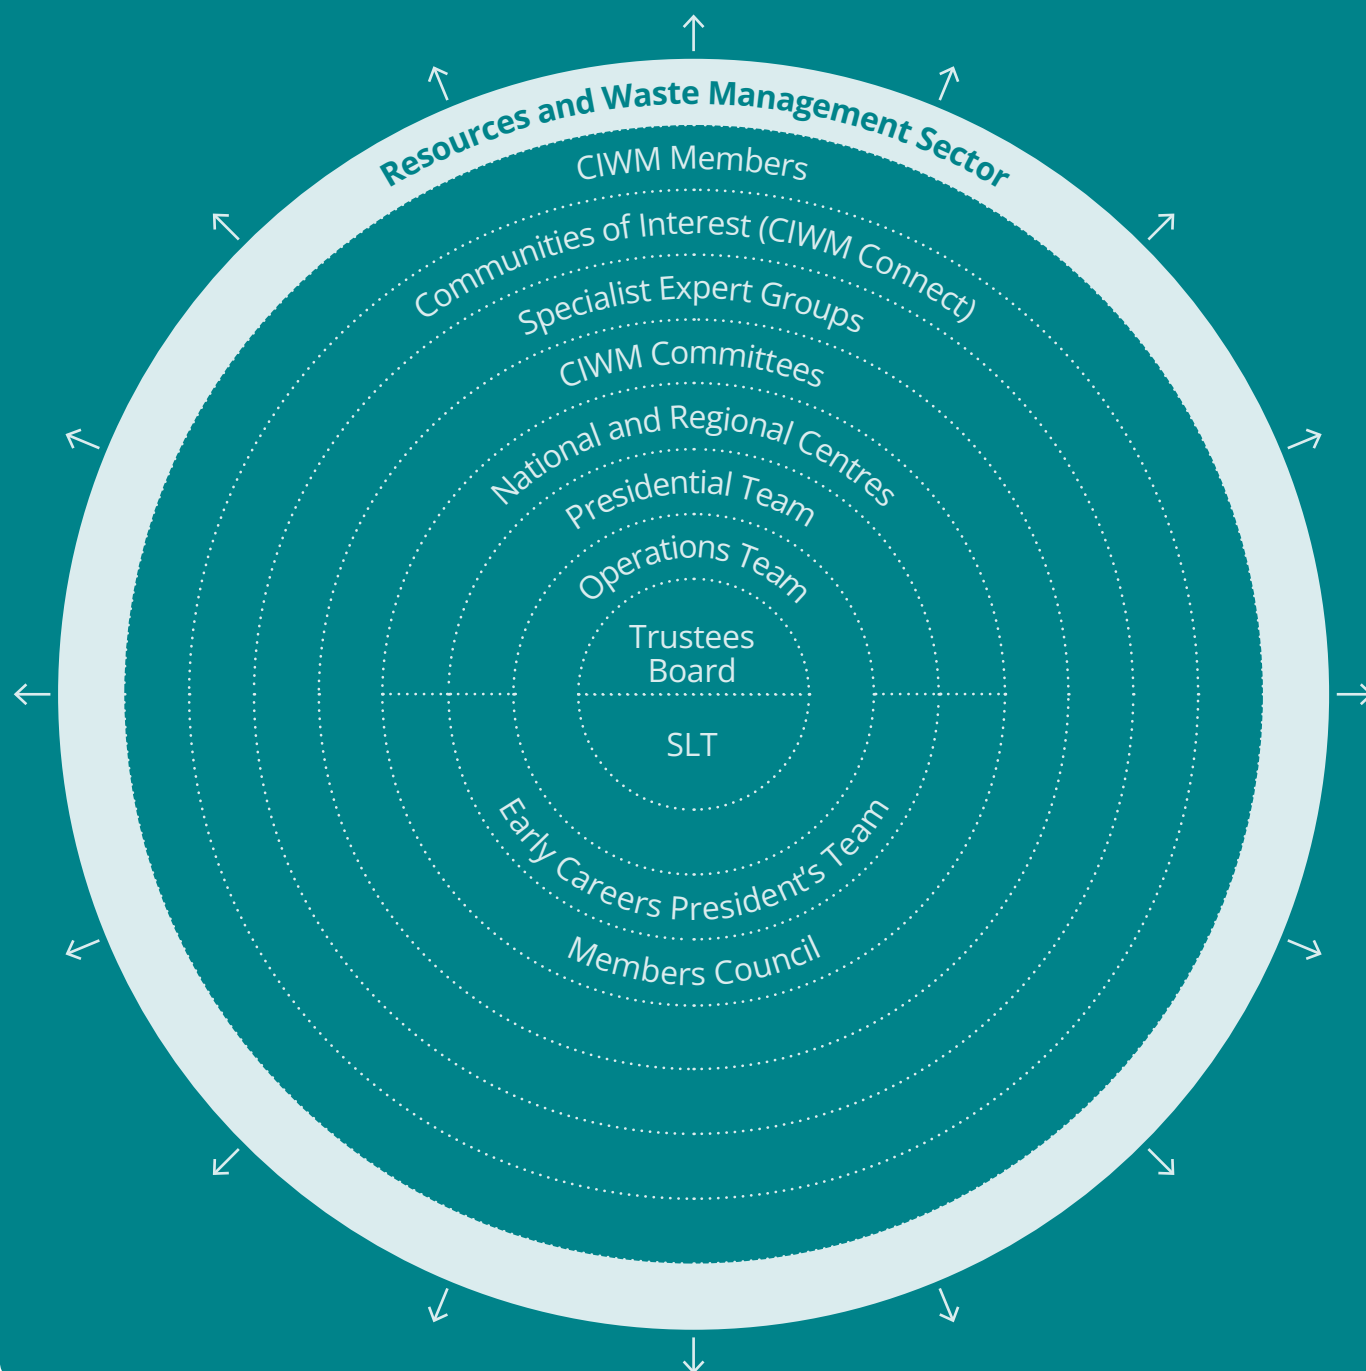 Resources and Waste Management Sector
CIWM Members
Communities of Interest (CIWM Connect)
Specialist Expert Groups
CIWM Committees
National and Regional Centres
Presidential Team
Operations Team
Trustees
Board
SLT
Early Careers President’s Team
Members Council